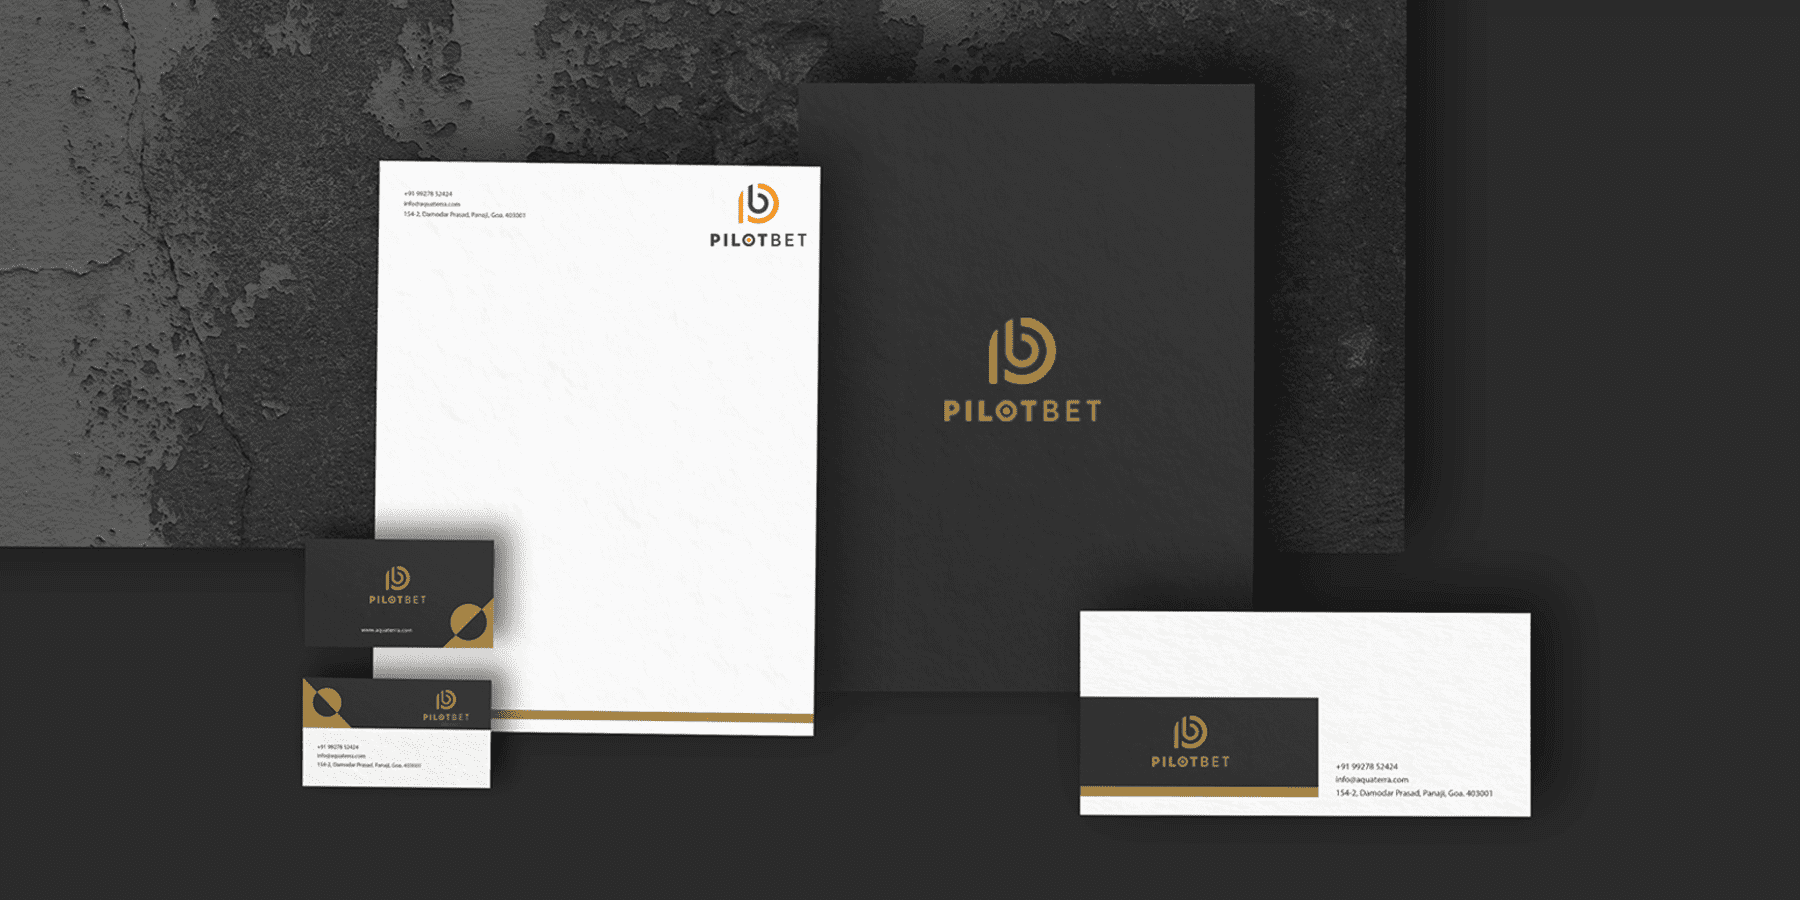 +91 99278 52424
info@aquaterra.com
154-2, Damodar Prasad, Panaji, Goa. 403001
PILOTBET
PILOTBET
PILOTBET
www.aquaterra.com
PILOTBET
+91 99278 52424
info@aquaterra.com
154-2, Damodar Prasad, Panaji, Goa. 403001
PILOTBET
+91 99278 52424
info@aquaterra.com
154-2, Damodar Prasad, Panaji, Goa. 403001